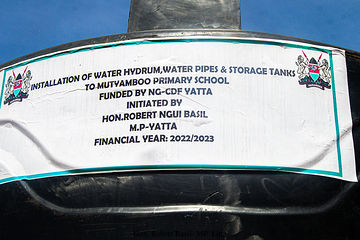 INSTALLATION OF WATER HYDRUM,WATER PIPES & STORAGE TANKS
TO MUTYAMBOO PRIMARY SCHOOL
FUNDED BY NG-CDF YATTA
INITIATED BY
HON.ROBERT NGUI BASIL
M.P-YATTA
FINANCIAL YEAR: 2022/2023